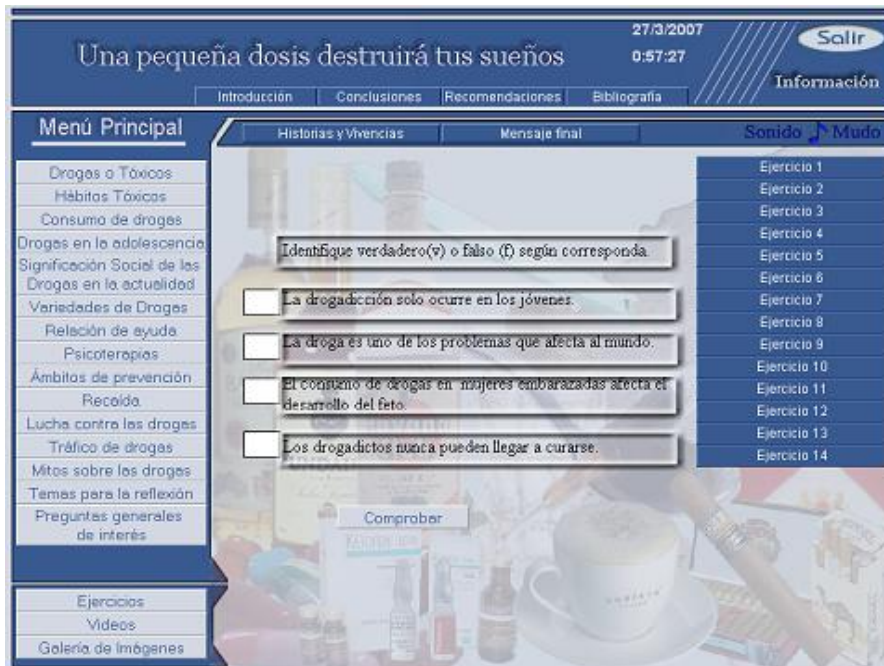 27/3/2007
Una pequeña dosis destruirá tus sueños
0:57:27
Salir
Información
Introducción
Conclusiones
Recomendaciones
Bibliografía
Menú Principal
Historias y Vivencias
Mensaje final
Sonido
Mudo
Drogas o Tóxicos
Hábitos Tóxicos
Consumo de drogas
Drogas en la adolescencia
Significación Social de las
Drogas en la actualidad
Variedades de Drogas
Relación de ayuda
Psicoterapias
Ámbitos de prevención
Recaída
Lucha contra las drogas
Tráfico de drogas
Mitos sobre las drogas
Temas para la reflexión
Preguntas generales
de interés
Ejercicios
Videos
Galería de Imágenes
Identifique verdadero(v) o falso (f) según corresponda.
La drogadicción solo ocurre en los jóvenes.
La droga es uno de los problemas que afecta al mundo.
El consumo de drogas en mujeres embarazadas afecta el
desarrollo del feto.
Los drogadictos nunca pueden llegar a curarse.
Comprobar
Ejercicio 1
Ejercicio 2
Ejercicio 3
Ejercicio 4
Ejercicio 5
Ejercicio 6
Ejercicio 7
Ejercicio 8
Ejercicio 9
Ejercicio 10
Ejercicio 11
Ejercicio 12
Ejercicio 13
Ejercicio 14